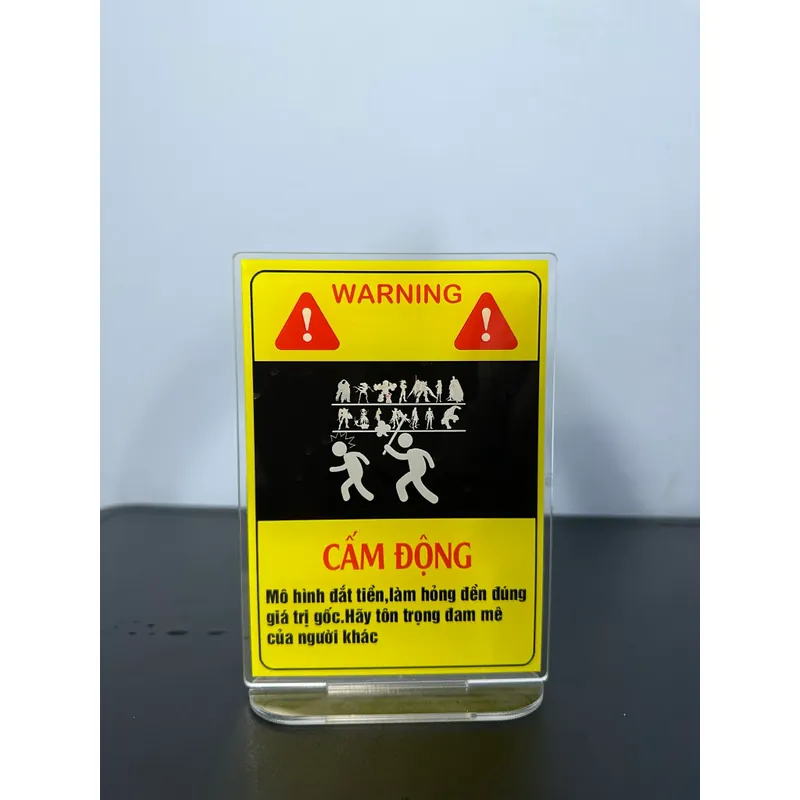 WARNING
CẤM ĐỘNG
Mô hình đắt tiền,làm hỏng đền đúng
giá trị gốc.Hãy tôn trọng đam mê
của người khác